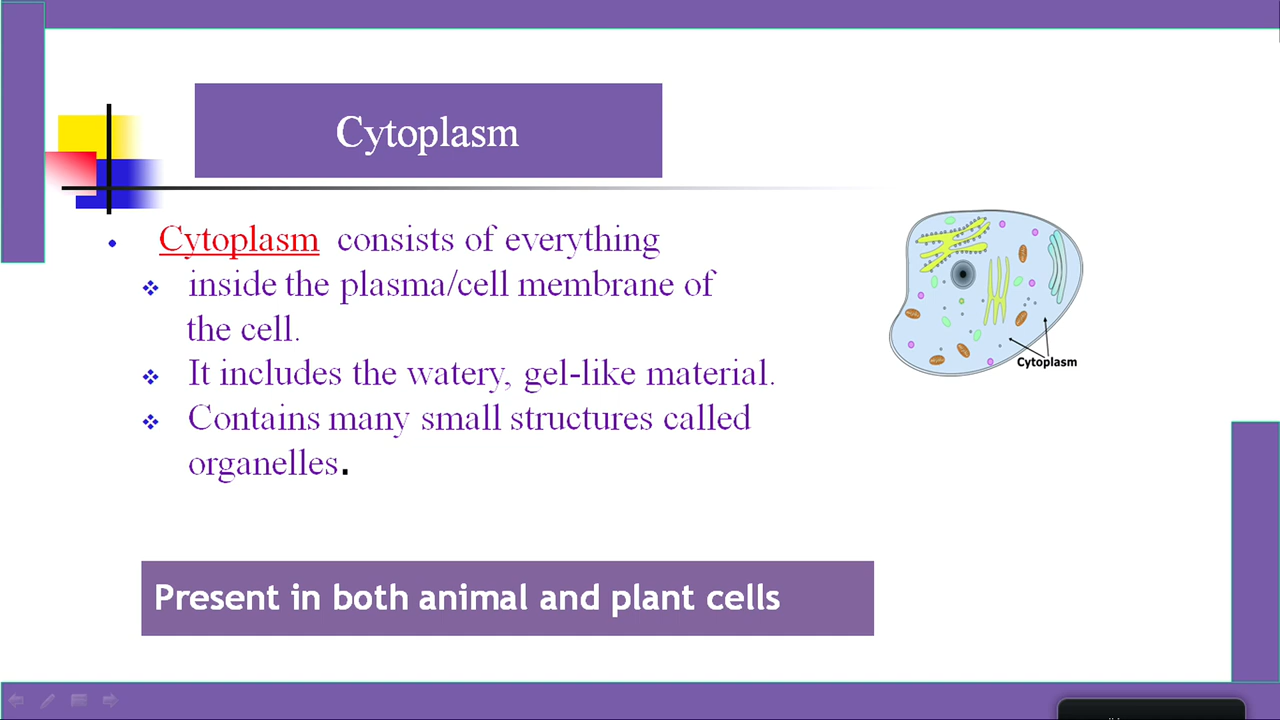 Cytoplasm
• Cytoplasm consists of everything
❖ inside the plasma/cell membrane of
the cell.
❖ It includes the watery, gel-like material.
❖ Contains many small structures called
organelles.
Cytoplasm
Present in both animal and plant cells